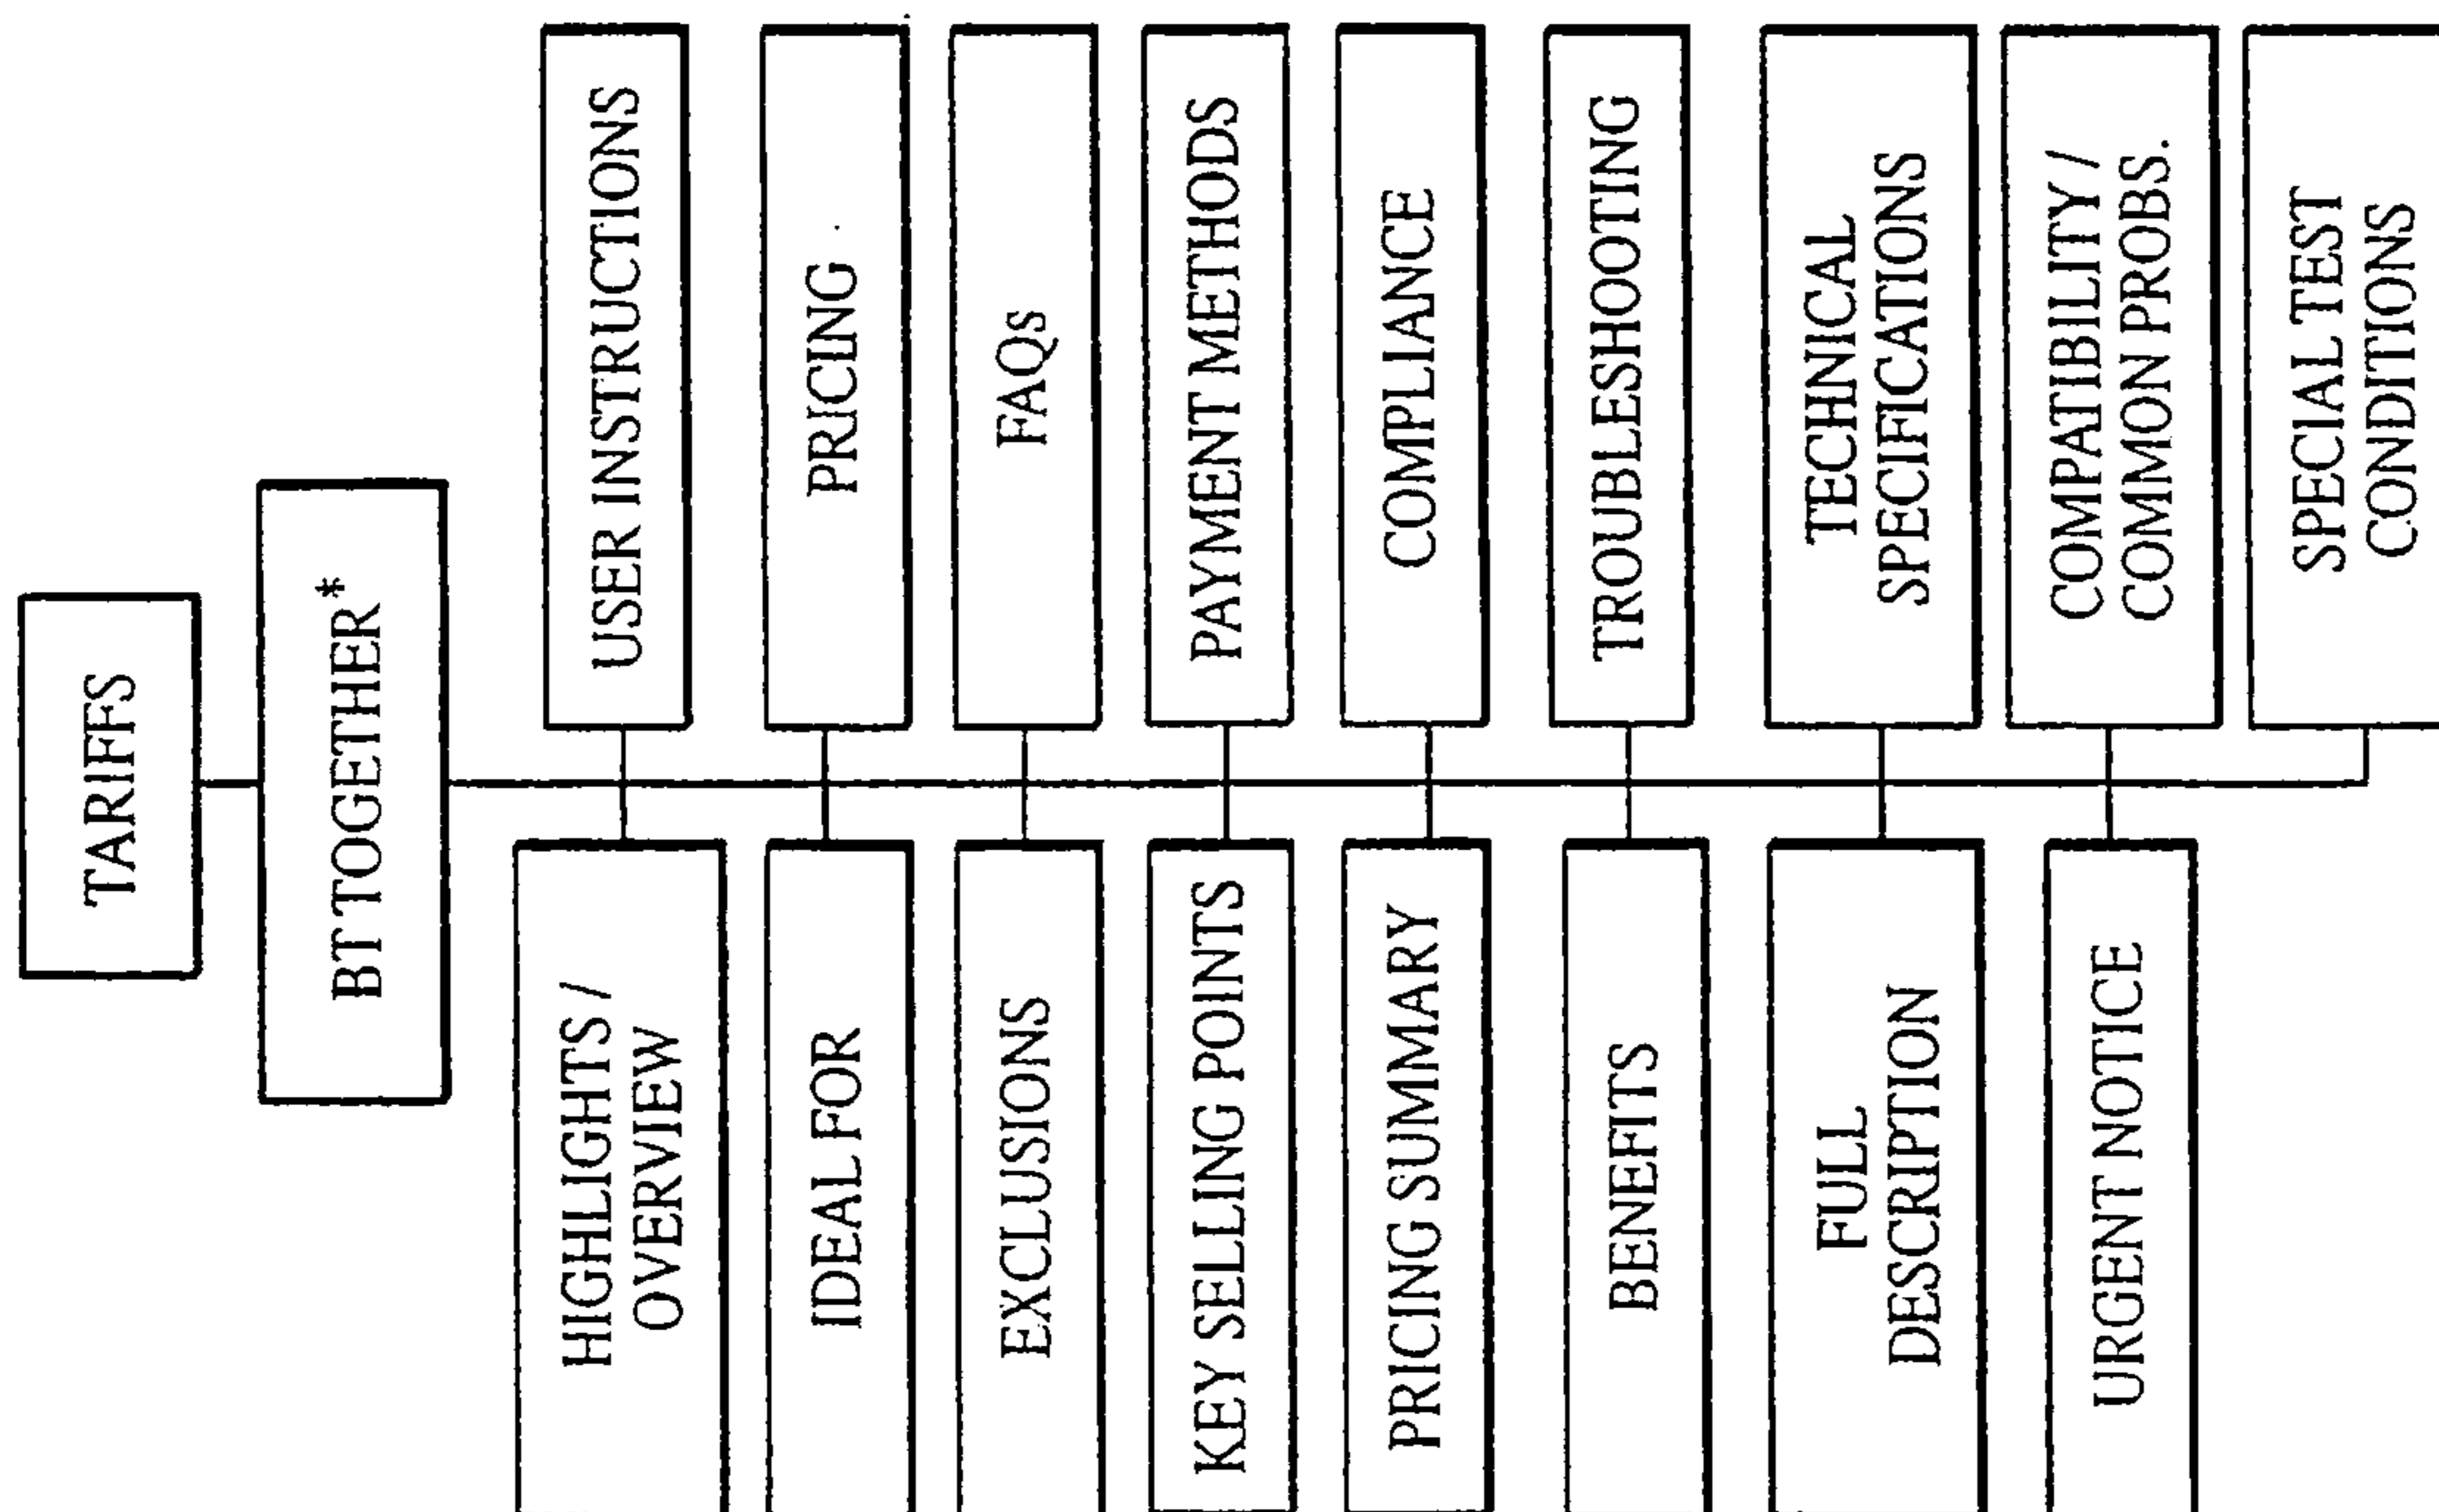 TARIFFS
BT TOGETHER*
HIGHLIGHTS /
OVERVIEW
USER INSTRUCTIONS
IDEAL FOR
PRICING
EXCLUSIONS
FAQs
KEY SELLING POINTS
PAYMENT METHODS
PRICING SUMMARY
COMPLIANCE
BENEFITS
TROUBLESHOOTING
FULL
DESCRIPTION
TECHNICAL
SPECIFICATIONS
URGENT NOTICE
COMPATIBILITY /
COMMON PROBS.
SPECIAL TEST
CONDITIONS